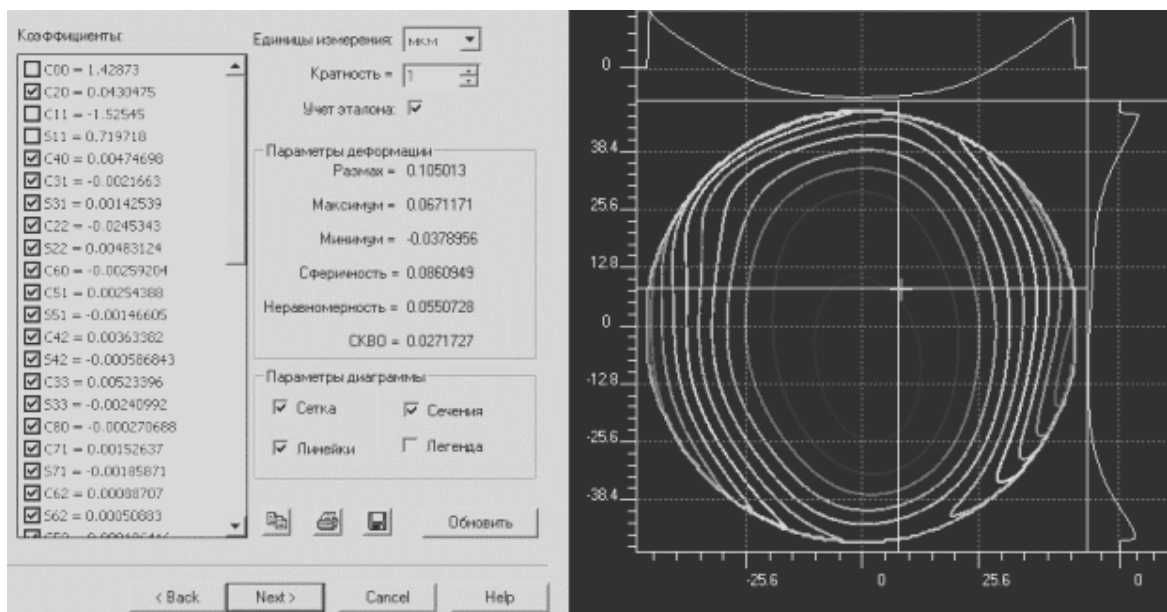 Коэффициенты:
C00 = 1.42873
C20 = 0.0430475
C11 = -1.52545
S11 = 0.719718
C40 = 0.00474698
C31 = -0.0021663
S31 = 0.00142539
C22 = -0.0245343
S22 = 0.00483124
C60 = -0.00259204
C51 = 0.00254388
S51 = -0.00146605
C42 = 0.00363382
S42 = -0.000586843
C33 = 0.00523396
S33 = -0.00240992
C80 = -0.000270688
C71 = 0.00152637
S71 = -0.00185871
C62 = 0.00088707
S62 = 0.00050883
Единицы измерения: мкм
Кратность = 1
Учет эталона:
Параметры деформации
Размах = 0.105013
Максимум = 0.0671171
Минимум = -0.0378956
Сферичность = 0.0860949
Неравномерность = 0.0550728
СКВО = 0.0271727
Параметры диаграммы
Сетка
Сечения
Линейки
Легенда
Обновить
< Back
Next >
Cancel
Help
0
38.4
25.6
12.8
0
-12.8
-25.6
-38.4
-25.6
0
25.6
0